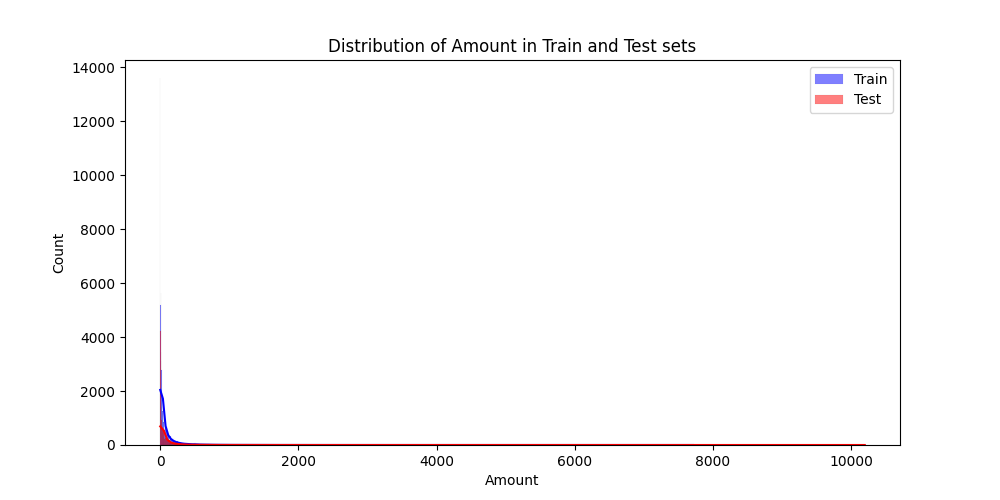 Distribution of Amount in Train and Test sets
14000
12000
10000
8000
6000
4000
2000
0
Count
Train
Test
0 2000 4000 6000 8000 10000
Amount